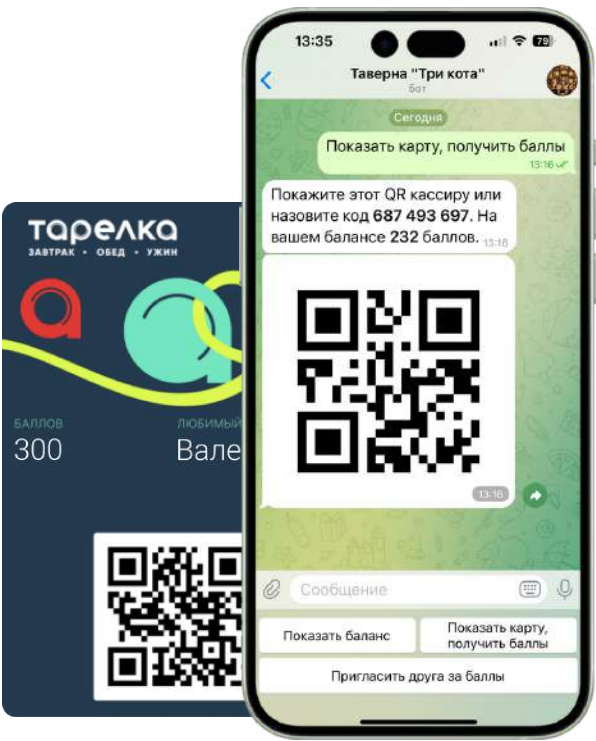 13:35
79
Таверна "Три кота"
бот
Сегодня
Показать карту, получить баллы
13:16
Покажите этот QR кассиру или
назовите код 687 493 697. На
вашем балансе 232 баллов.
13:16
13:16
Сообщение
Показать баланс
Показать карту,
получить баллы
Пригласить друга за баллы
тарелка
ЗАВТРАК • ОБЕД • УЖИН
БАЛЛОВ
300
ЛЮБИМЫЙ
Вале